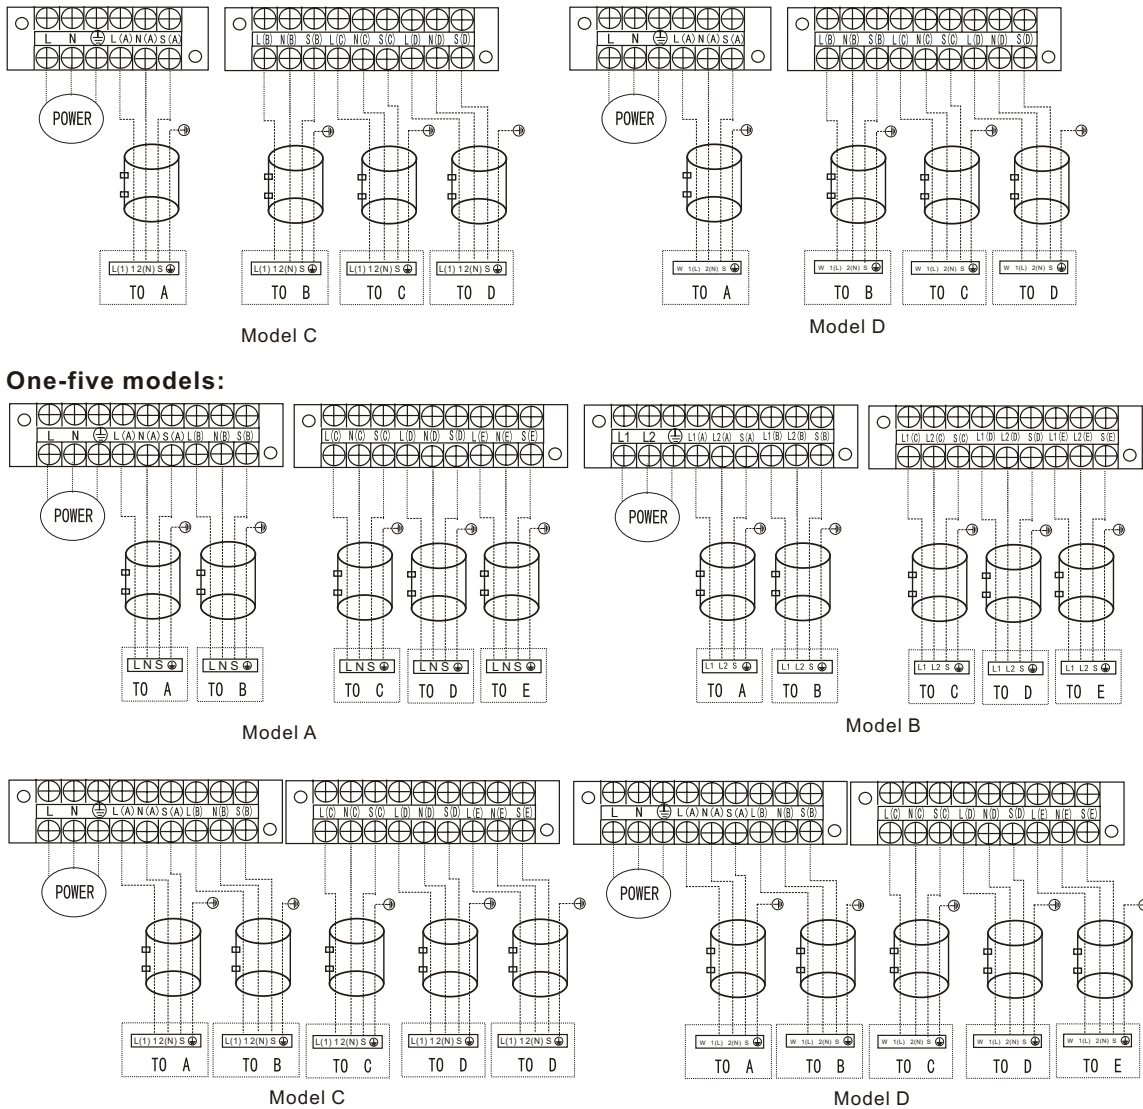 L N L(A) N(A) S(A)
L(B) N(B) S(B) L(C) N(C) S(C) L(D) N(D) S(D)
L N L(A) N(A) S(A)
L(B) N(B) S(B) L(C) N(C) S(C) L(D) N(D) S(D)
POWER
POWER
L(1) 1 2(N) S
L(1) 1 2(N) S
L(1) 1 2(N) S
L(1) 1 2(N) S
W 1(L) 2(N) S
W 1(L) 2(N) S
W 1(L) 2(N) S
W 1(L) 2(N) S
TO A
TO B
TO C
TO D
TO A
TO B
TO C
TO D
Model C
Model D
One-five models:
L N L(A) N(A) S(A) L(B) N(B) S(B)
L(C) N(C) S(C) L(D) N(D) S(D) L(E) N(E) S(E)
L1 L2 L1(A) L2(A) S(A) L1(B) L2(B) S(B)
L1(C) L2(C) S(C) L1(D) L2(D) S(D) L1(E) L2(E) S(E)
POWER
POWER
L N S
L N S
L N S
L N S
L N S
L1 L2 S
L1 L2 S
L1 L2 S
L1 L2 S
L1 L2 S
TO A
TO B
TO C
TO D
TO E
TO A
TO B
TO C
TO D
TO E
Model A
Model B
L N L(A) N(A) S(A) L(B) N(B) S(B)
L(C) N(C) S(C) L(D) N(D) S(D) L(E) N(E) S(E)
L N L(A) N(A) S(A) L(B) N(B) S(B)
L(C) N(C) S(C) L(D) N(D) S(D) L(E) N(E) S(E)
POWER
POWER
L(1) 1 2(N) S
L(1) 1 2(N) S
L(1) 1 2(N) S
L(1) 1 2(N) S
L(1) 1 2(N) S
W 1(L) 2(N) S
W 1(L) 2(N) S
W 1(L) 2(N) S
W 1(L) 2(N) S
W 1(L) 2(N) S
TO A
TO B
TO C
TO D
TO D
TO A
TO B
TO C
TO D
TO E
Model C
Model D